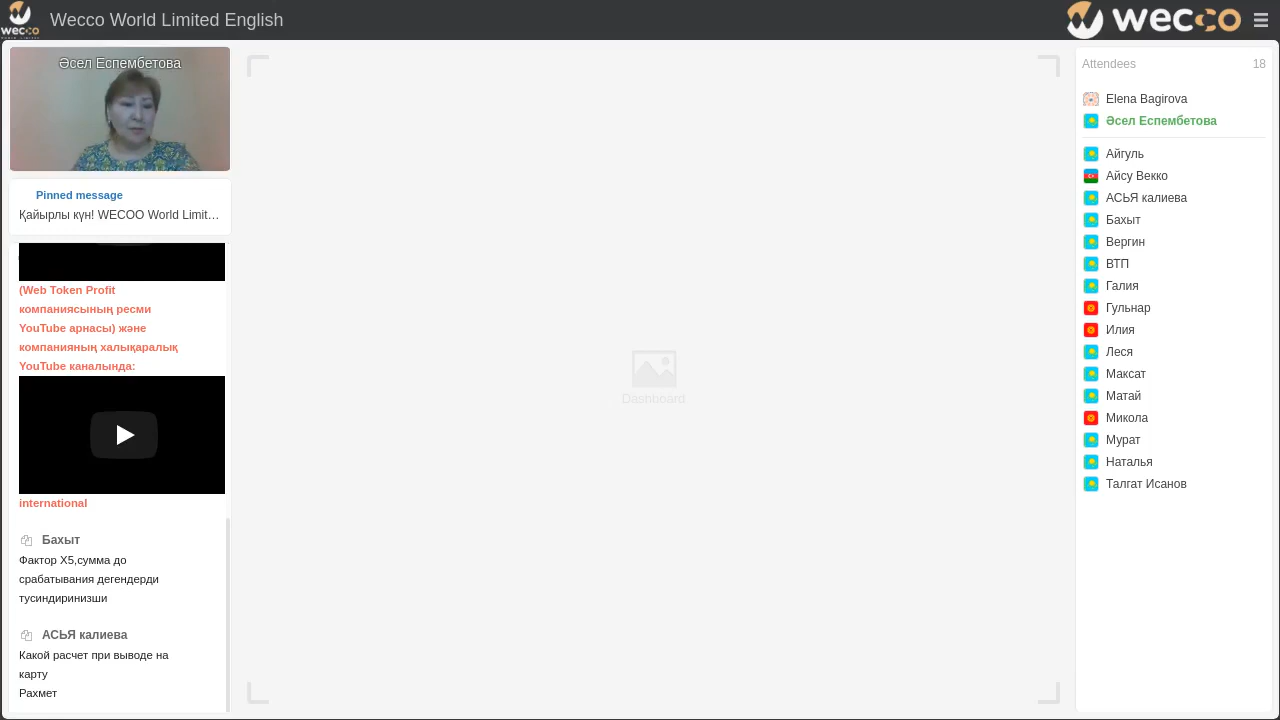 Wecco World Limited English
wecco
wecco
Әсел Еспембетова
Pinned message
Қайырлы күн! WECOO World Limit…
(Web Token Profit
компаниясының ресми
YouTube арнасы) және
компанияның халықаралық
YouTube каналында:
international
Бахыт
Фактор Х5,сумма до
срабатывания дегендерди
тусиндиринизши
АСЬЯ калиева
Какой расчет при выводе на
карту
Рахмет
Dashboard
Attendees 18
Elena Bagirova
Әсел Еспембетова
Айгуль
Айсу Векко
АСЬЯ калиева
Бахыт
Вергин
ВТП
Галия
Гульнар
Илия
Леся
Максат
Матай
Микола
Мурат
Наталья
Талгат Исанов